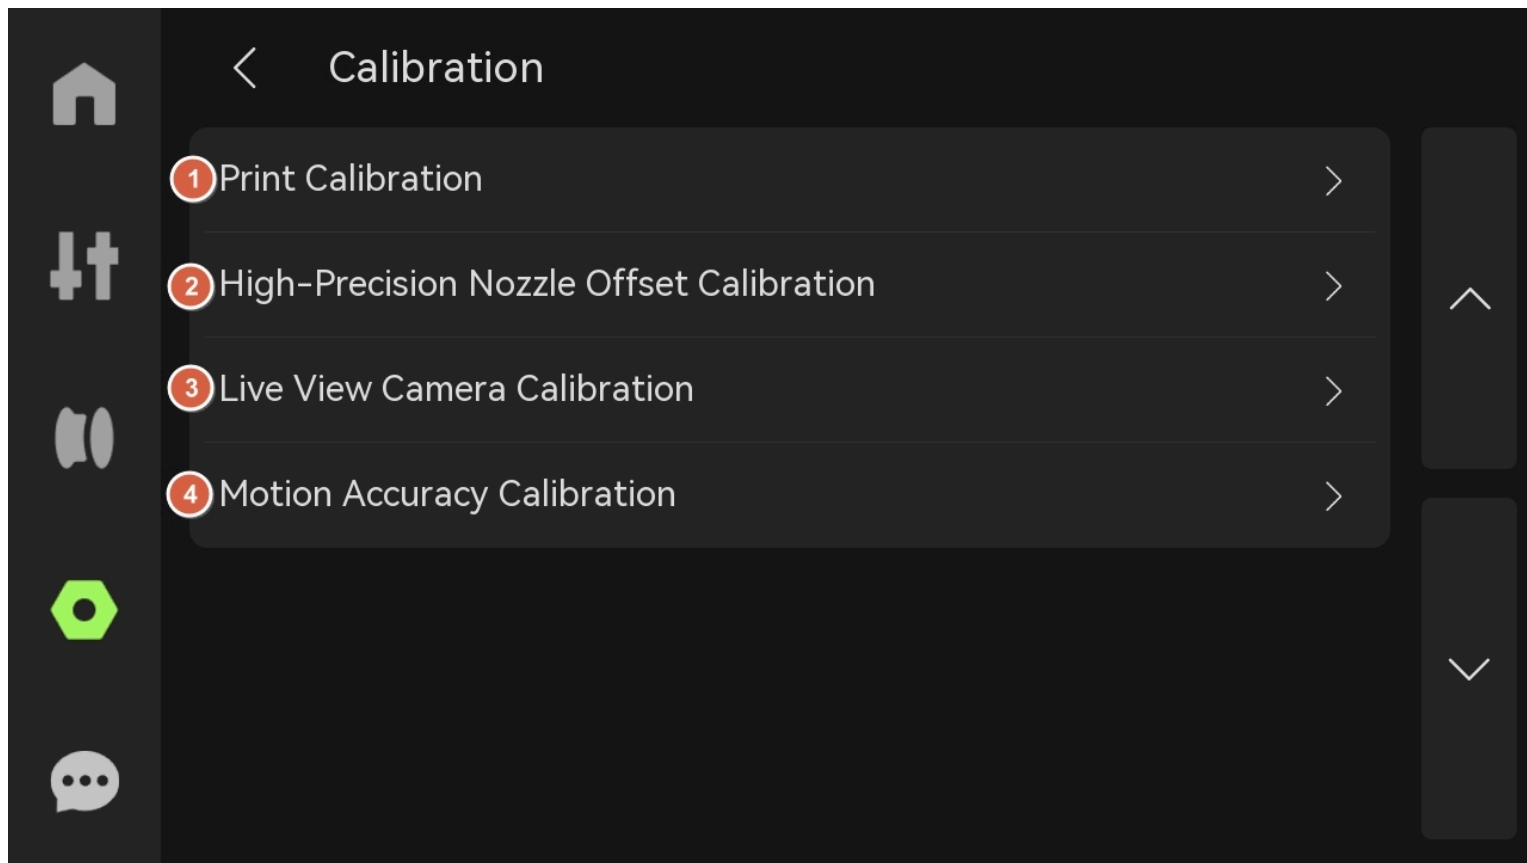 Calibration
1 Print Calibration
2 High-Precision Nozzle Offset Calibration
3 Live View Camera Calibration
4 Motion Accuracy Calibration